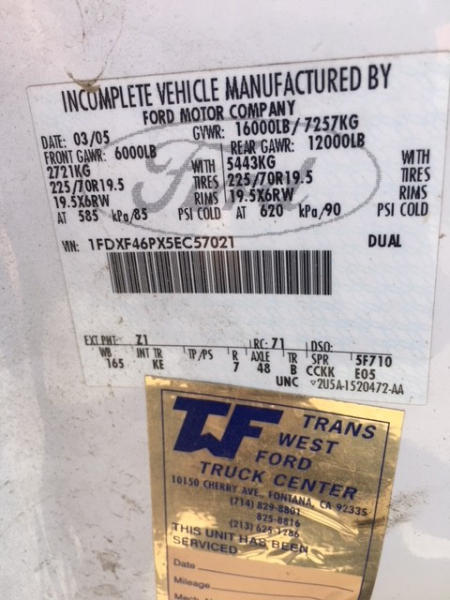 INCOMPLETE VEHICLE MANUFACTURED BY
FORD MOTOR COMPANY
DATE: 03/05 GVWR: 16000LB/7257KG
FRONT GAWR: 6000LB REAR GAWR: 12000LB
2721KG WITH 5443KG WITH
225/70R19.5 TIRES 225/70R19.5 TIRES
19.5X6RW RIMS 19.5X6RW RIMS
AT 585 kPa/85 PSI COLD AT 620 kPa/90 PSI COLD
Ford
VIN: 1FDXF46PX5EC57021 DUAL
EXT PNT: Z1 RC: 71 DSO:
WB INT TR TP/PS R AXLE TR SPR 5F710
165 KE 7 48 B CCKK E05
UNC ▽2U5A-1520472-AA
TWF TRANS
WEST
FORD
TRUCK CENTER
10150 CHERRY AVE., FONTANA, CA 92335
(714) 829-8801
825-8816
(213) 625-1286
THIS UNIT HAS BEEN
SERVICED
Date
Mileage